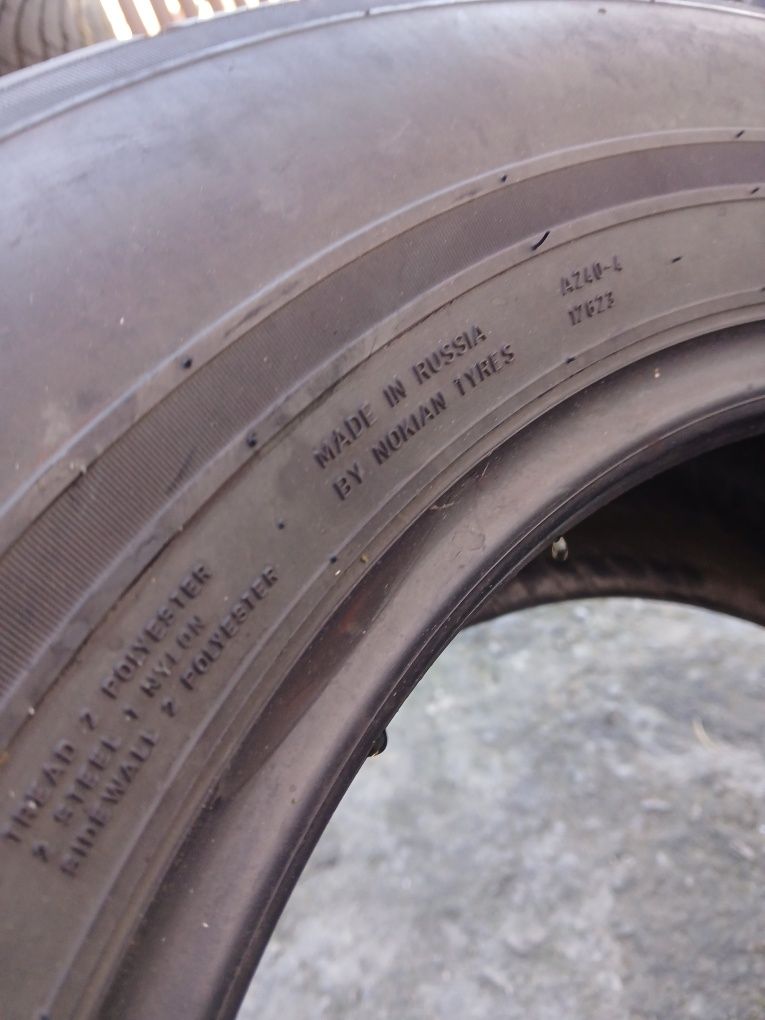 AZ40-4
17623
MADE IN RUSSIA
BY NOKIAN TYRES
TREAD 2 POLYESTER
2 STEEL 1 NYLON
SIDEWALL 2 POLYESTER